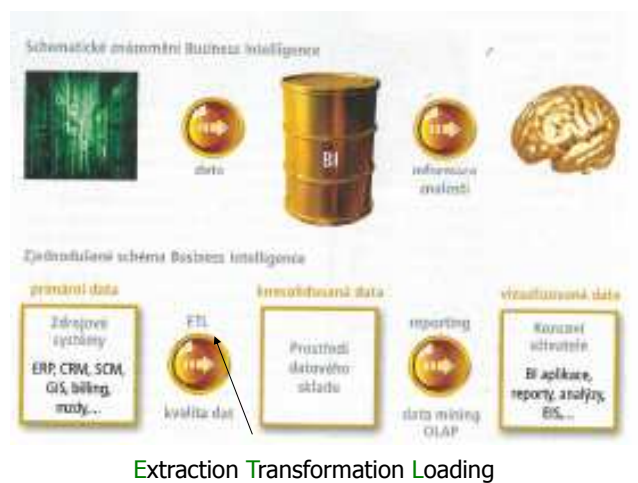 Schematické znázornění Business Intelligence
data
BI
informace
znalosti
Zjednodušené schéma Business Intelligence
primární data
konsolidovaná data
vizualizovaná data
Zdrojové
systémy
ERP, CRM, SCM,
GIS, billing,
mzdy,...
ETL
kvalita dat
Prostředí
datového
skladu
reporting
data mining
OLAP
Koncoví
uživatelé
BI aplikace,
reporty, analýzy,
EIS,...
Extraction Transformation Loading